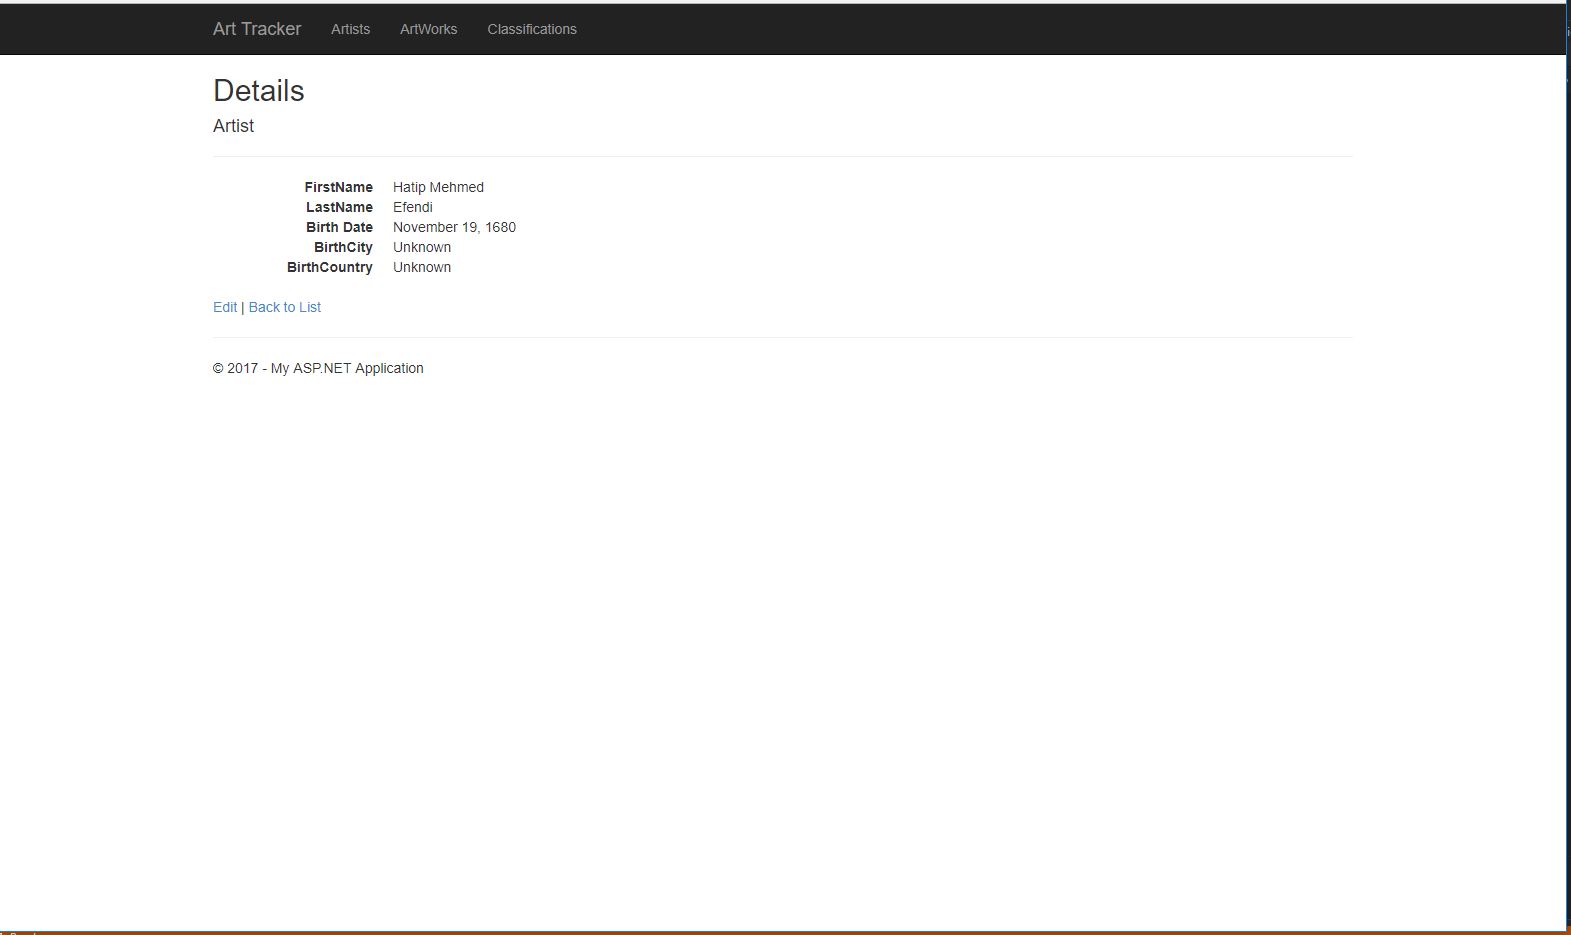 Art Tracker Artists ArtWorks Classifications
Details
Artist
FirstName Hatip Mehmed
LastName Efendi
Birth Date November 19, 1680
BirthCity Unknown
BirthCountry Unknown
Edit | Back to List
© 2017 - My ASP.NET Application